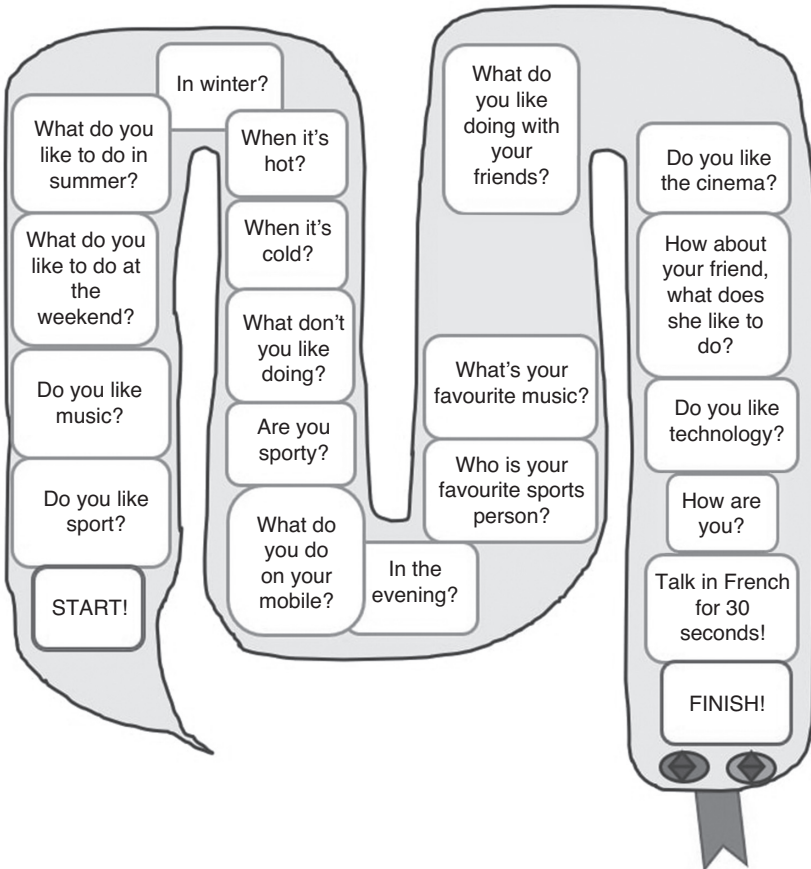 START!
Do you like
sport?
Do you like
music?
What do you
like to do at
the
weekend?
What do you
like to do in
summer?
In winter?
When it's
hot?
When it's
cold?
What don't
you like
doing?
Are you
sporty?
What do
you do
on your
mobile?
In the
evening?
Who is your
favourite sports
person?
What's your
favourite music?
What do
you like
doing with
your
friends?
Do you like
the cinema?
How about
your friend,
what does
she like to
do?
Do you like
technology?
How are
you?
Talk in French
for 30
seconds!
FINISH!